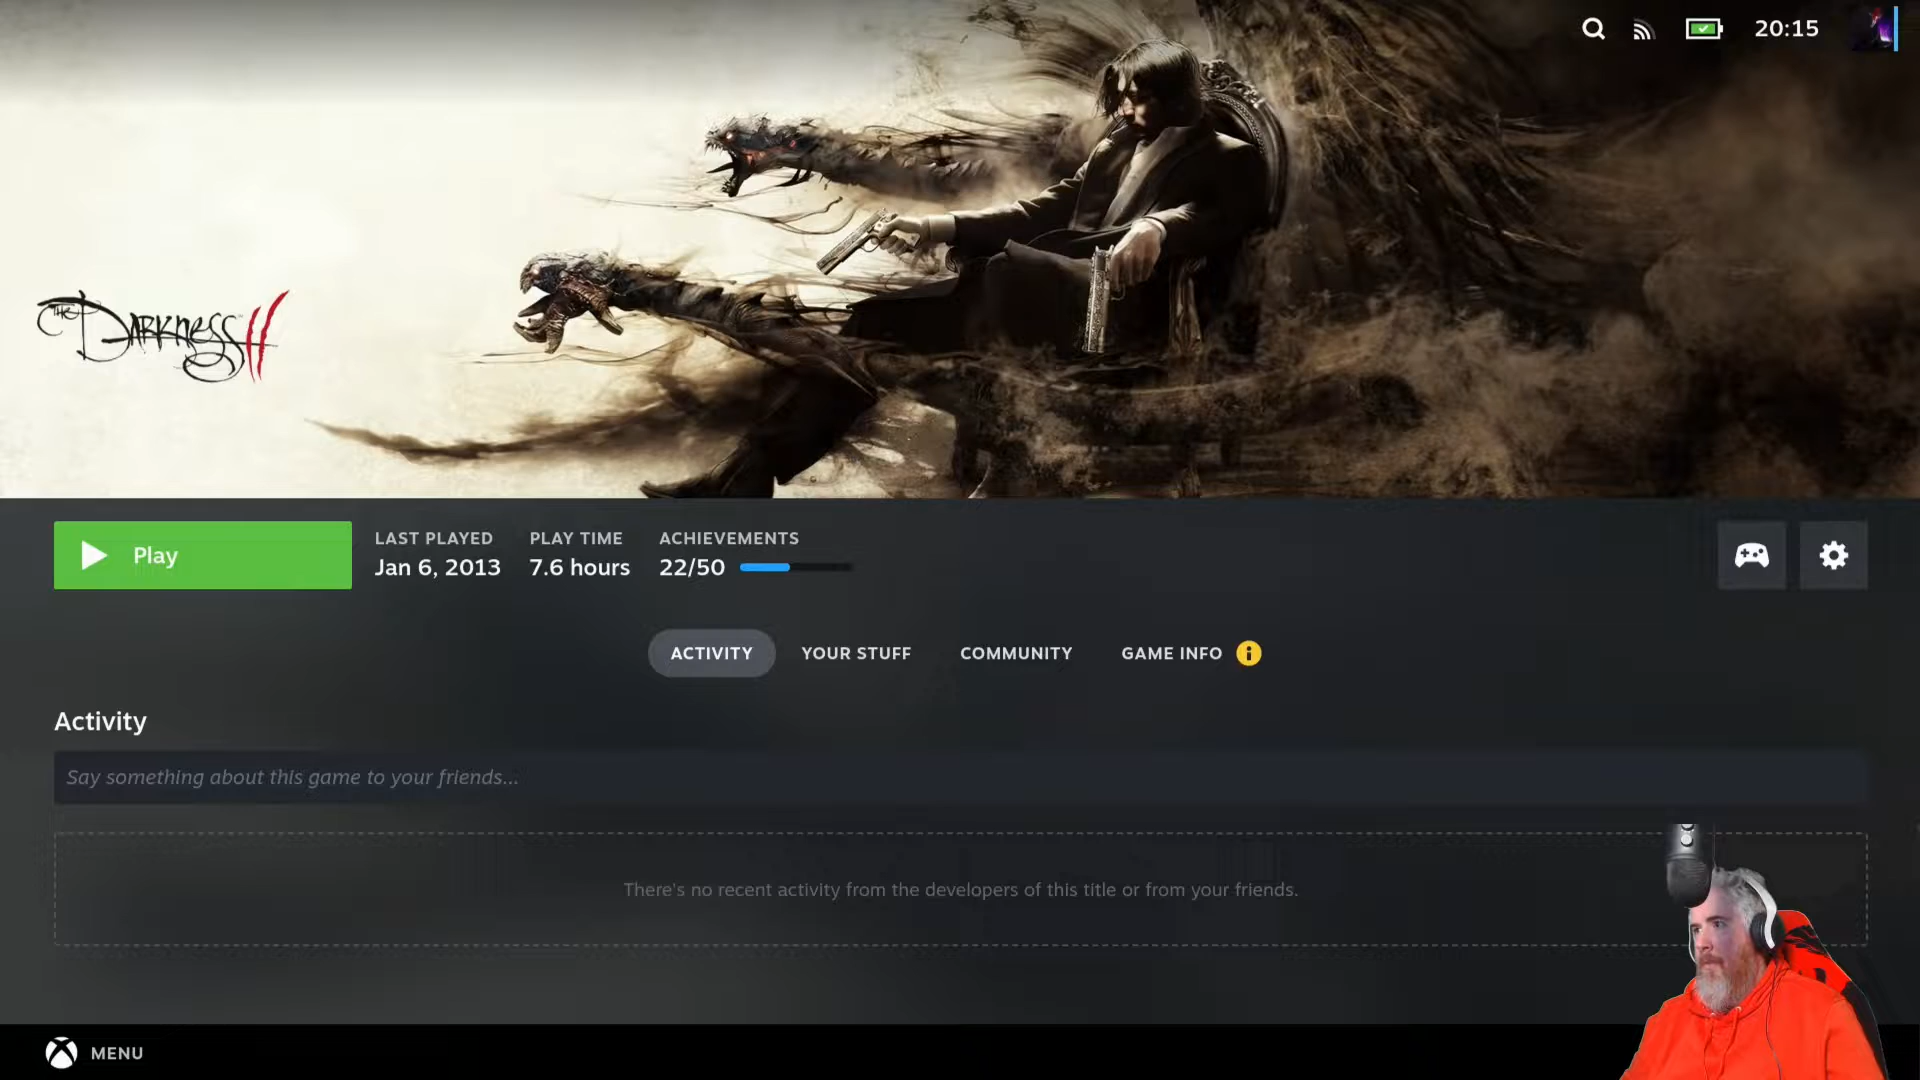 20:15
THE DARKNESS II
Play
LAST PLAYED
Jan 6, 2013
PLAY TIME
7.6 hours
ACHIEVEMENTS
22/50
ACTIVITY
YOUR STUFF
COMMUNITY
GAME INFO
Activity
Say something about this game to your friends...
There's no recent activity from the developers of this title or from your friends.
MENU